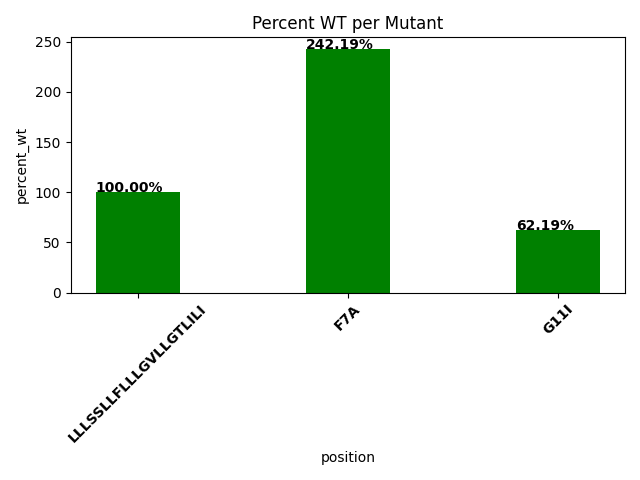 Percent WT per Mutant
percent_wt
250
200
150
100
50
0
100.00%
242.19%
62.19%
LLLSSLLFLLLGVLLGTLILI
F7A
G11I
position